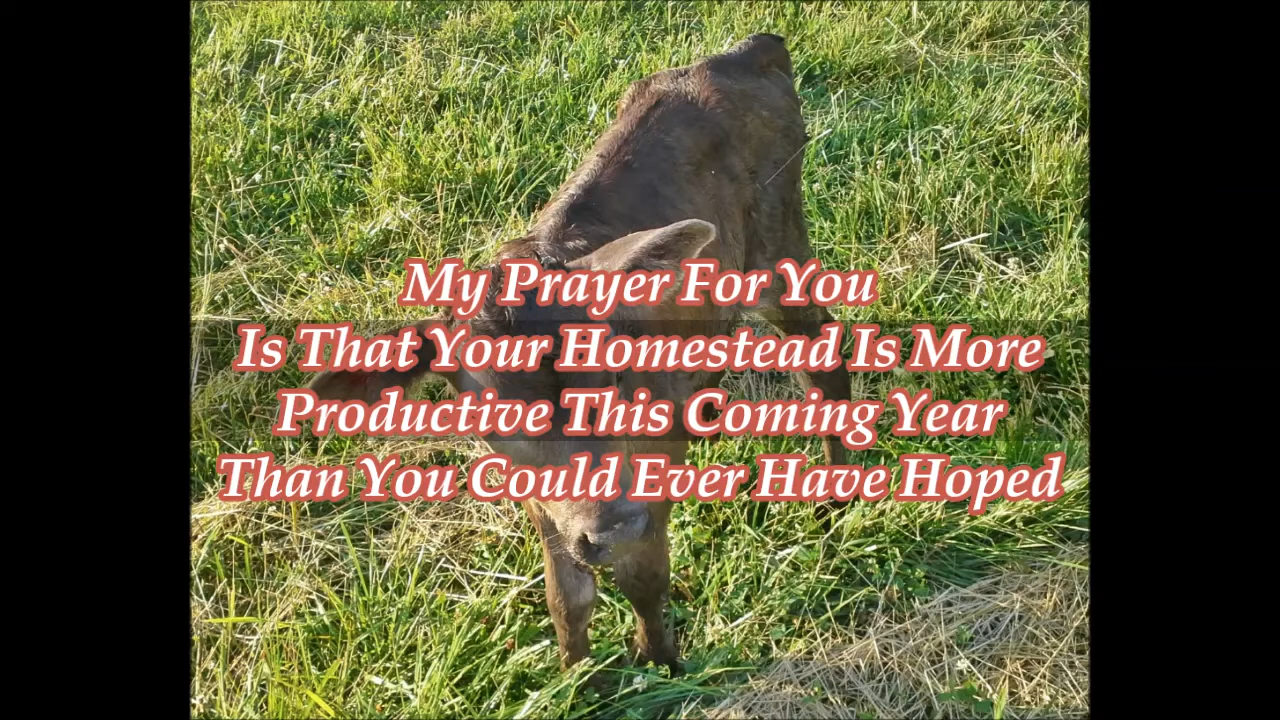 My Prayer For You
Is That Your Homestead Is More
Productive This Coming Year
Than You Could Ever Have Hoped